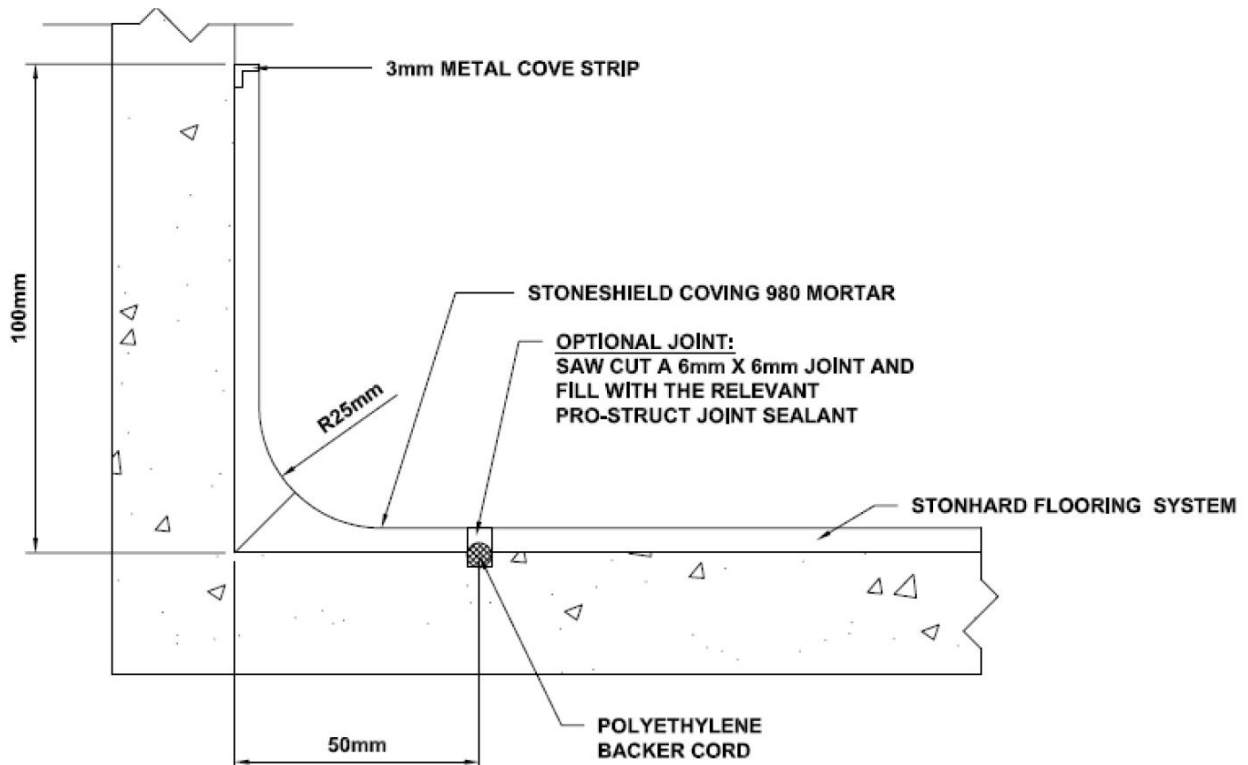 3mm METAL COVE STRIP
100mm
STONESHIELD COVING 980 MORTAR
OPTIONAL JOINT:
SAW CUT A 6mm X 6mm JOINT AND
FILL WITH THE RELEVANT
PRO-STRUCT JOINT SEALANT
R25mm
STONHARD FLOORING SYSTEM
POLYETHYLENE
BACKER CORD
50mm